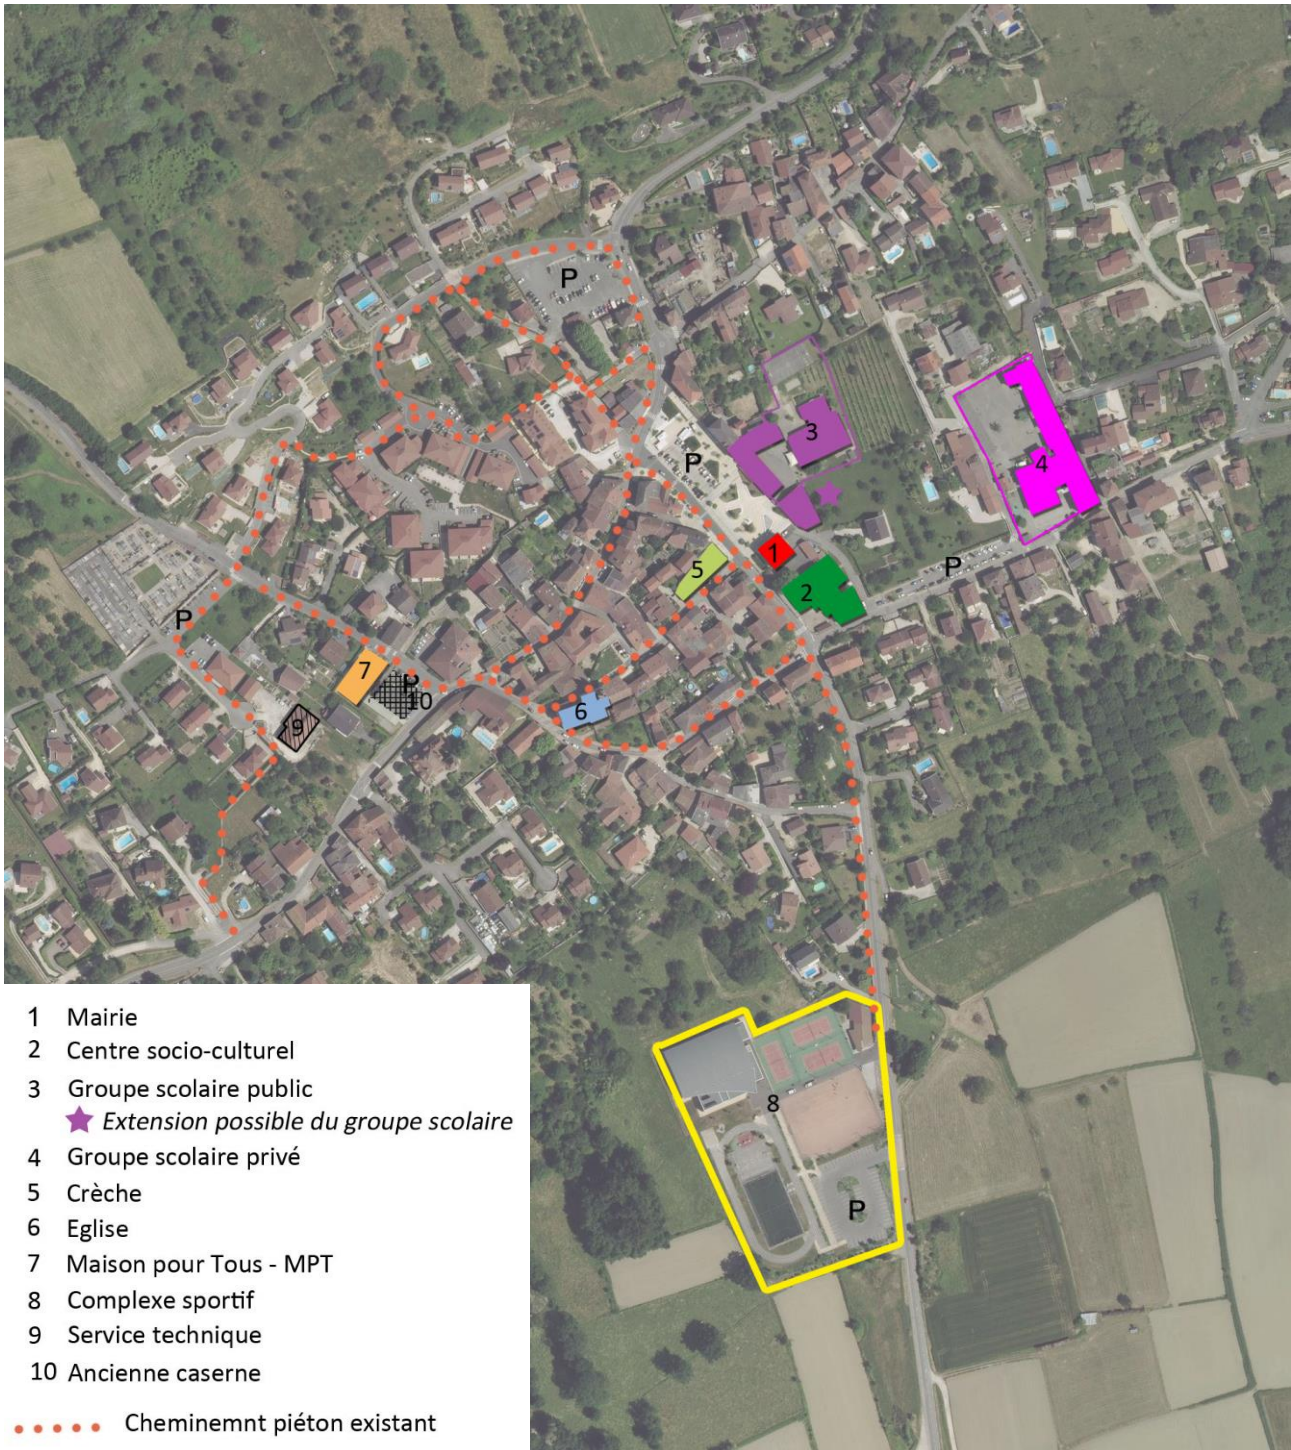 P
3
P
4
5
1
2
P
P
7
P
10
6
9
8
P
1 Mairie
2 Centre socio-culturel
3 Groupe scolaire public
Extension possible du groupe scolaire
4 Groupe scolaire privé
5 Crèche
6 Eglise
7 Maison pour Tous - MPT
8 Complexe sportif
9 Service technique
10 Ancienne caserne
Cheminemnt piéton existant